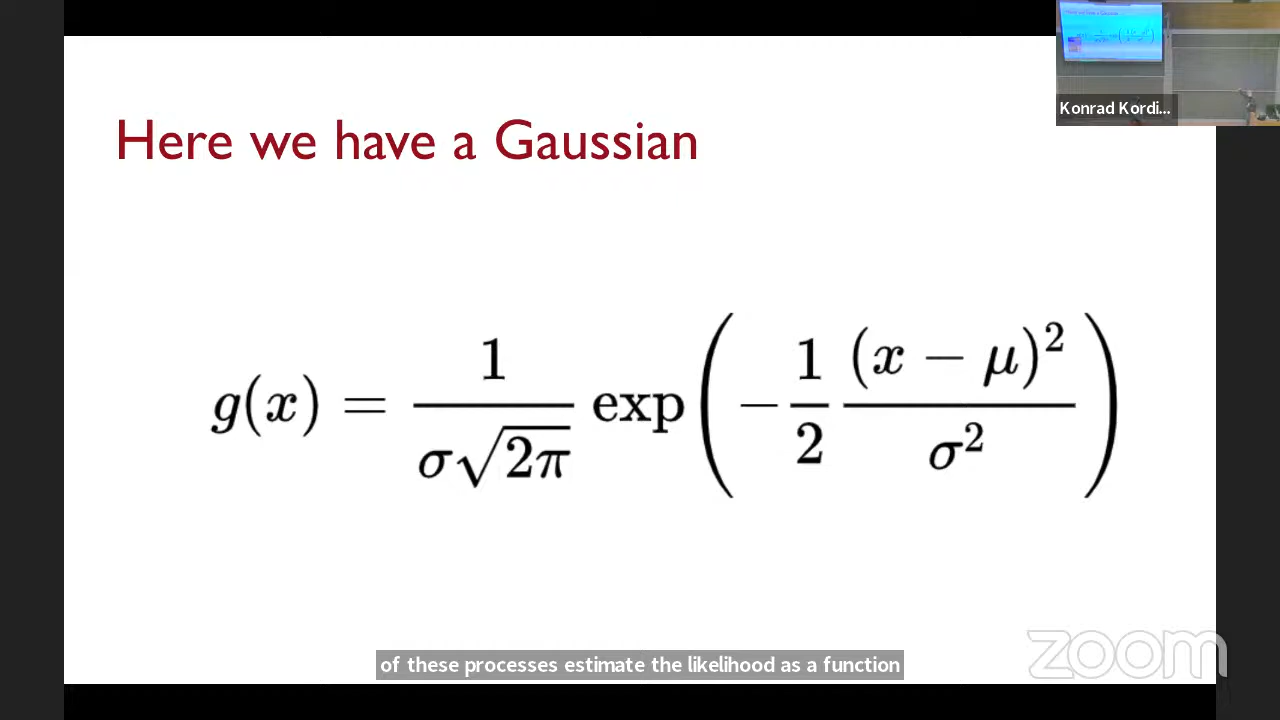 Konrad Kordi...
Here we have a Gaussian
g(x) = 1/(σ√2π) exp(−1/2 (x − μ)²/σ²)
of these processes estimate the likelihood as a function
zoom